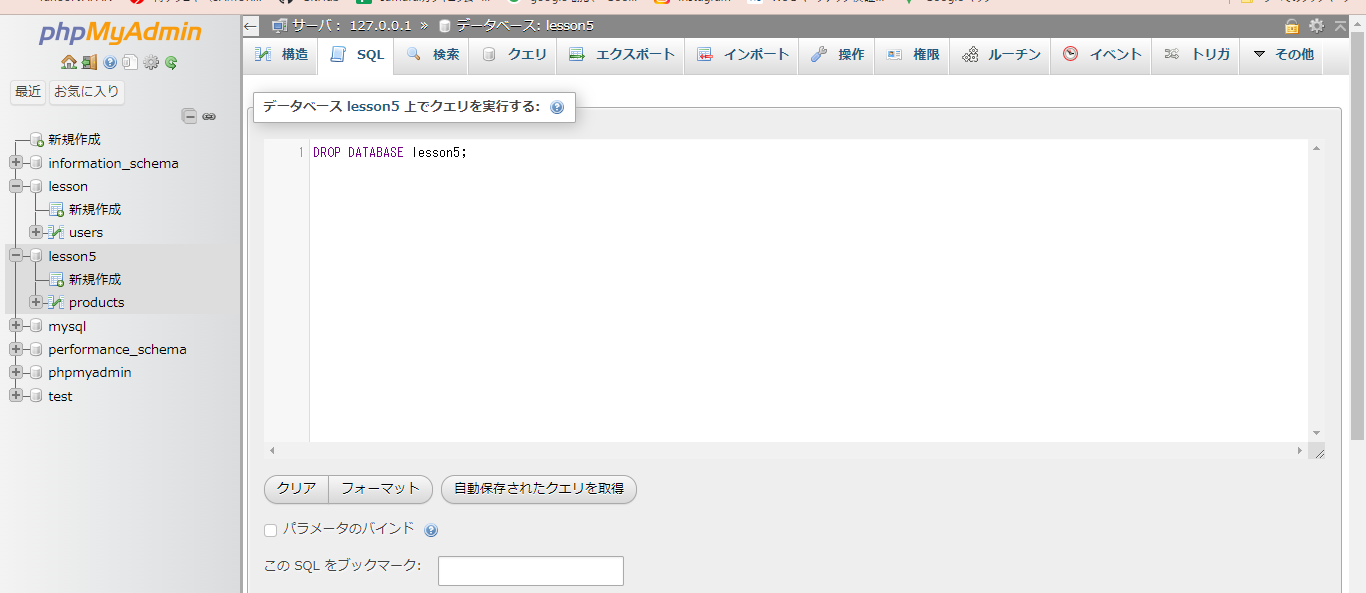 phpMyAdmin
最近 お気に入り
新規作成
information_schema
lesson
新規作成
users
lesson5
新規作成
products
mysql
performance_schema
phpmyadmin
test
サーバ: 127.0.0.1 » データベース: lesson5
構造 SQL 検索 クエリ エクスポート インポート 操作 権限 ルーチン イベント トリガ その他
データベース lesson5 上でクエリを実行する:
1 DROP DATABASE lesson5;
クリア フォーマット 自動保存されたクエリを取得
パラメータのバインド
この SQL をブックマーク: